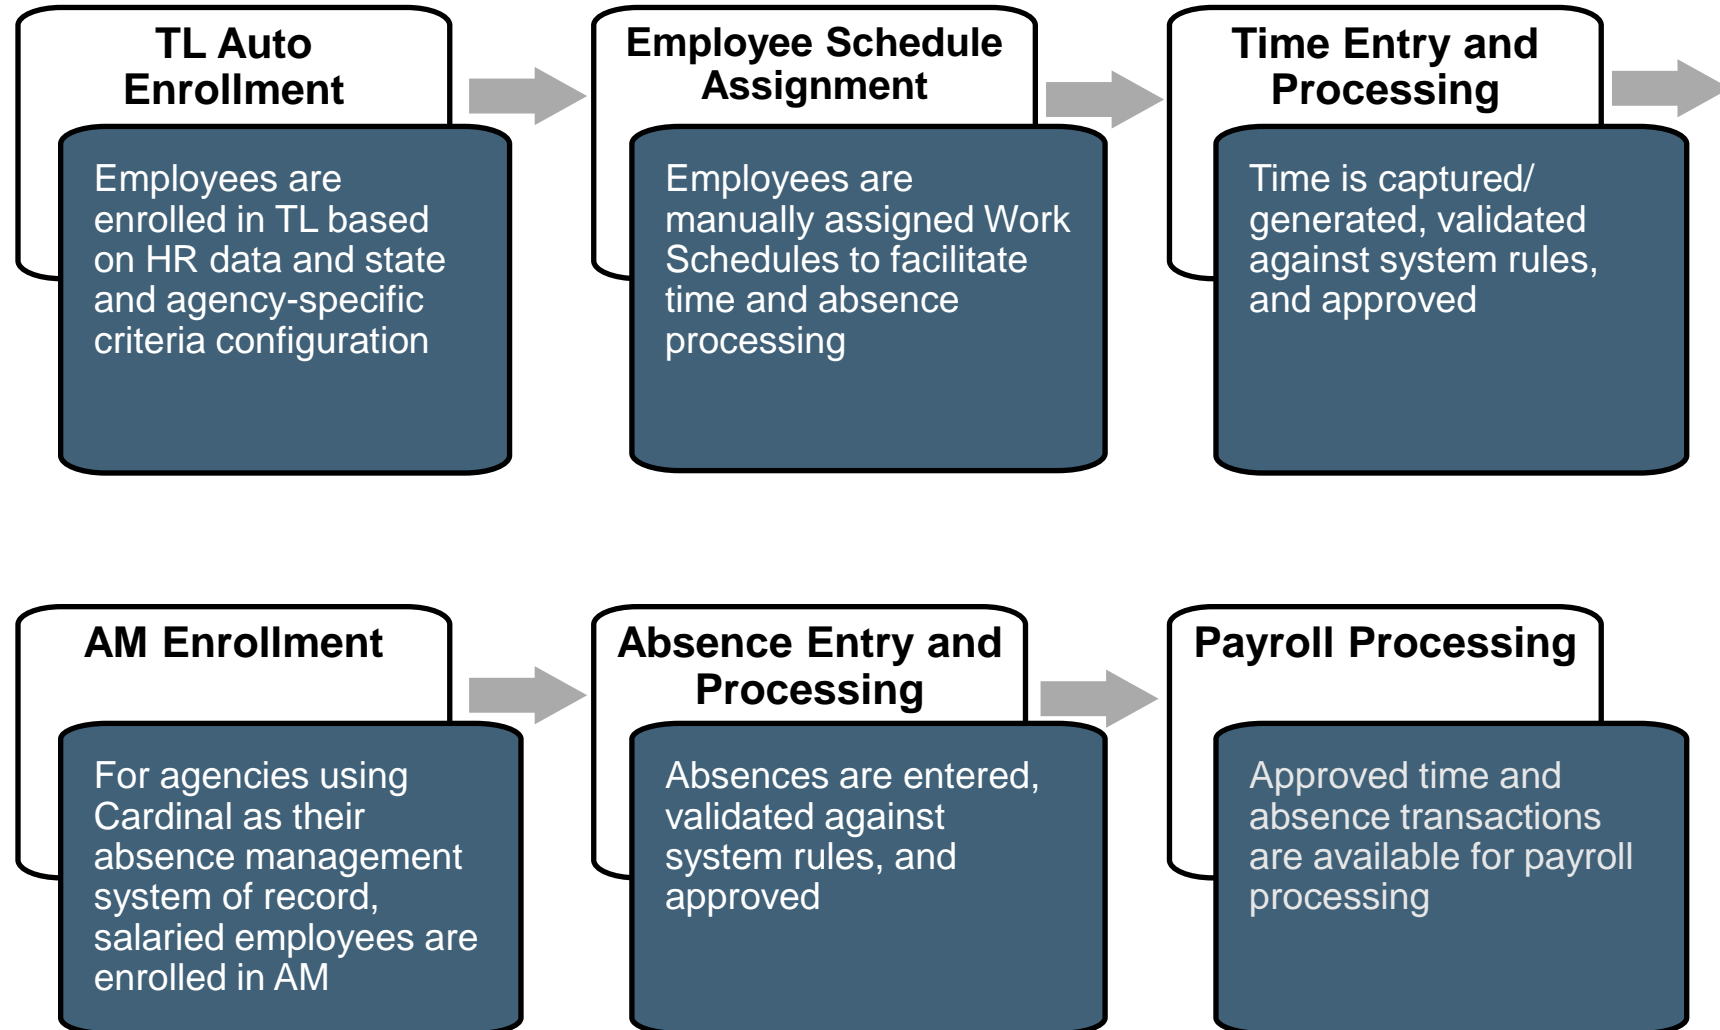 TL Auto
Enrollment
Employees are
enrolled in TL based
on HR data and state
and agency-specific
criteria configuration
Employee Schedule
Assignment
Employees are
manually assigned Work
Schedules to facilitate
time and absence
processing
Time Entry and
Processing
Time is captured/
generated, validated
against system rules,
and approved
AM Enrollment
For agencies using
Cardinal as their
absence management
system of record,
salaried employees are
enrolled in AM
Absence Entry and
Processing
Absences are entered,
validated against
system rules, and
approved
Payroll Processing
Approved time and
absence transactions
are available for payroll
processing